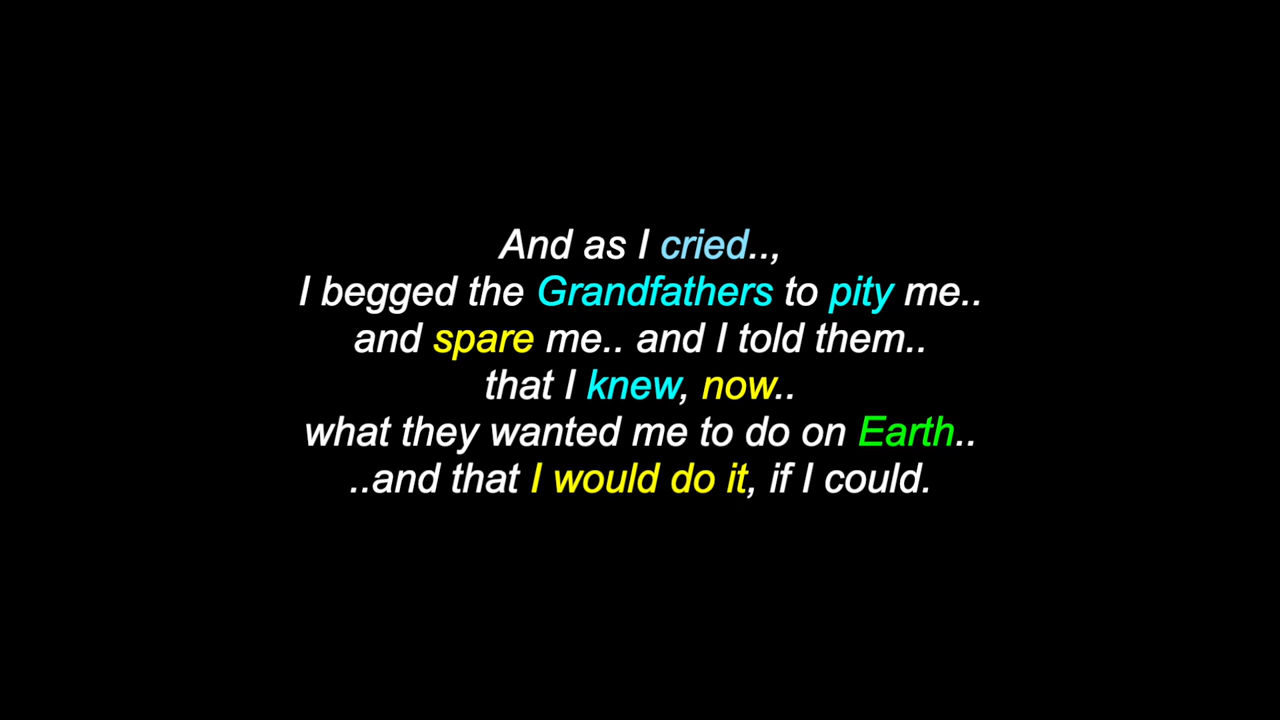 And as I cried..,
I begged the Grandfathers to pity me..
and spare me.. and I told them..
that I knew, now..
what they wanted me to do on Earth..
..and that I would do it, if I could.